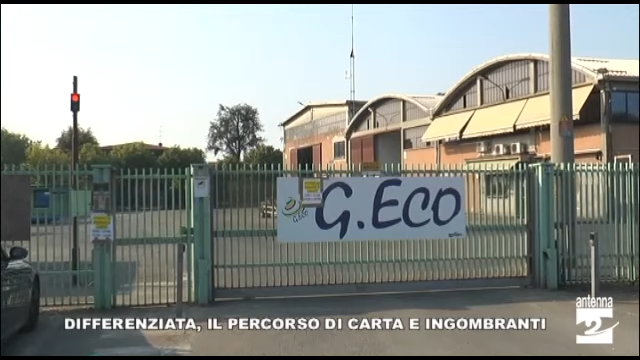 G.ECO
DIFFERENZIATA, IL PERCORSO DI CARTA E INGOMBRANTI
antenna
2